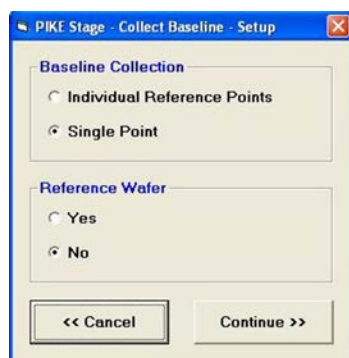 PIKE Stage - Collect Baseline - Setup
Baseline Collection
Individual Reference Points
Single Point
Reference Wafer
Yes
No
<< Cancel
Continue >>